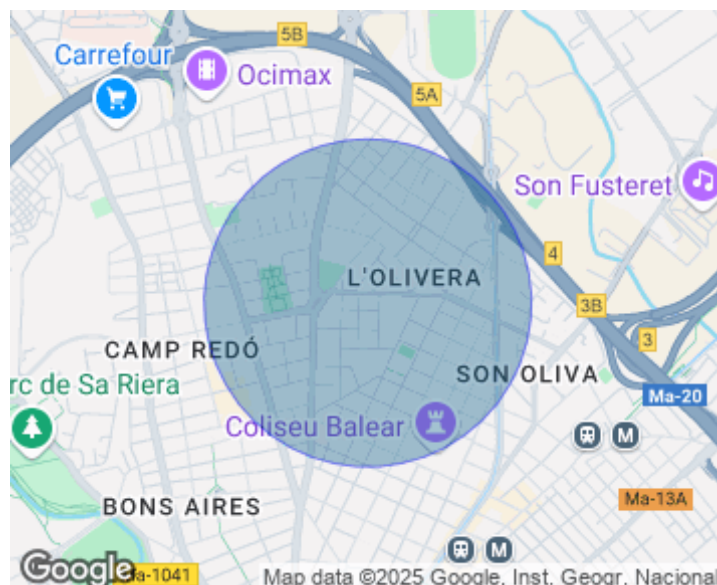 5B
Carrefour
Ocimax
5A
Son Fusteret
4
L'OLIVERA
3B
3
CAMP REDÓ
SON OLIVA
rc de Sa Riera
Ma-20
Coliseu Balear
M
BONS AIRES
Ma-13A
M
Google
Ma-1041
Map data ©2025 Google, Inst. Geogr. Nacional